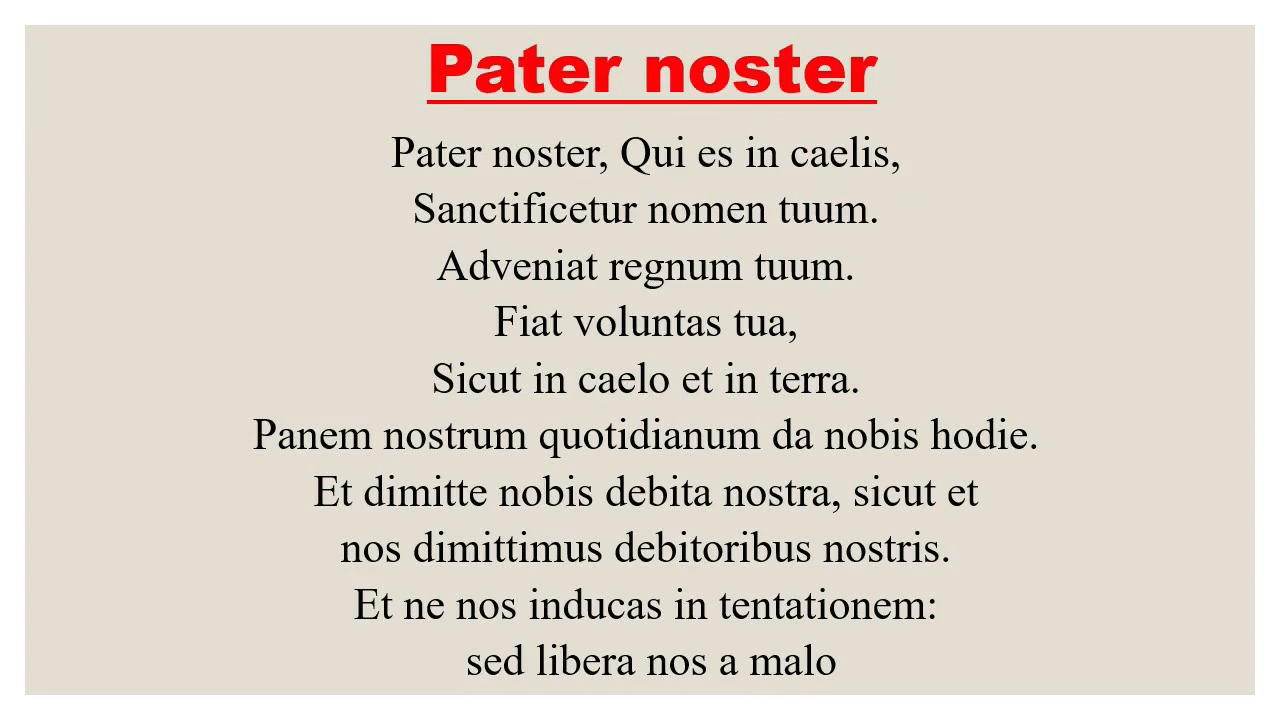 Pater noster
Pater noster, Qui es in caelis,
Sanctificetur nomen tuum.
Adveniat regnum tuum.
Fiat voluntas tua,
Sicut in caelo et in terra.
Panem nostrum quotidianum da nobis hodie.
Et dimitte nobis debita nostra, sicut et
nos dimittimus debitoribus nostris.
Et ne nos inducas in tentationem:
sed libera nos a malo